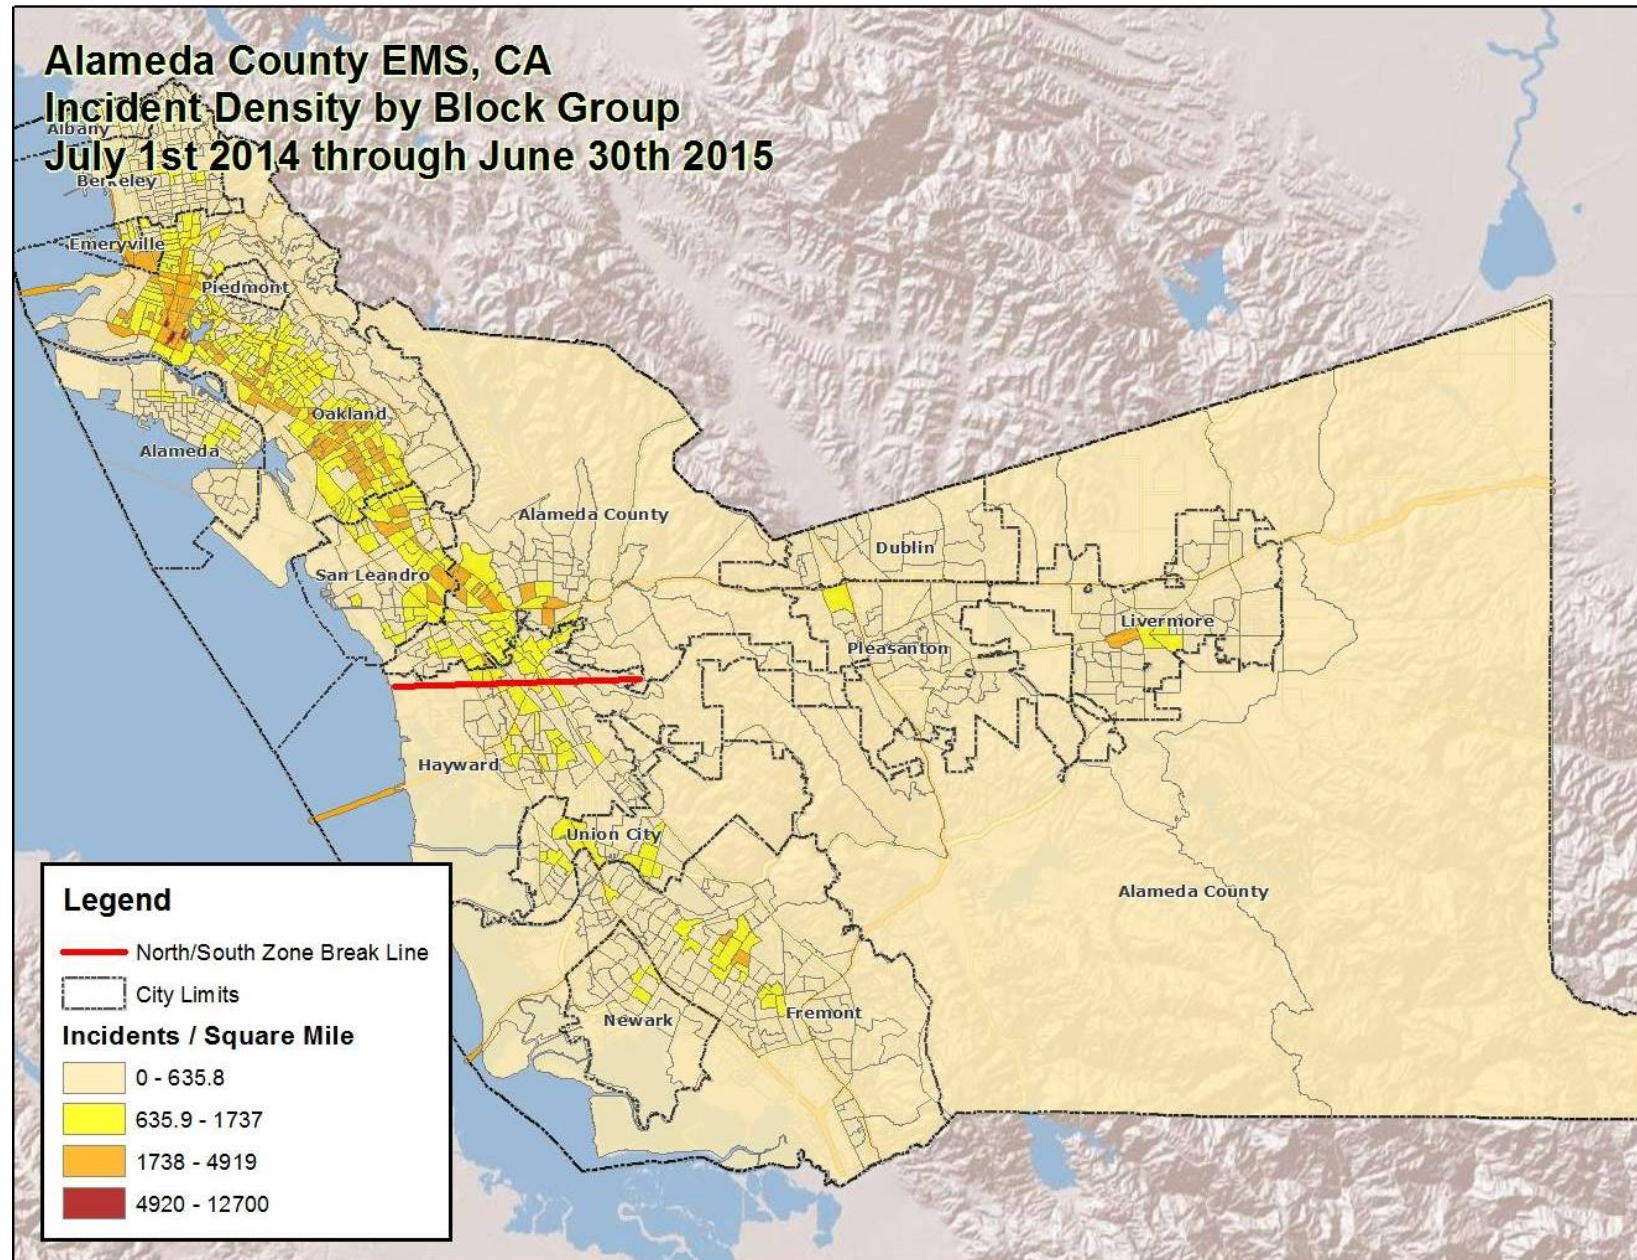 Alameda County EMS, CA
Incident Density by Block Group
July 1st 2014 through June 30th 2015
Albany
Berkeley
Emeryville
Piedmont
Oakland
Alameda
Alameda County
San Leandro
Dublin
Livermore
Pleasanton
Hayward
Union City
Alameda County
Newark
Fremont
Legend
North/South Zone Break Line
City Limits
Incidents / Square Mile
0 - 635.8
635.9 - 1737
1738 - 4919
4920 - 12700